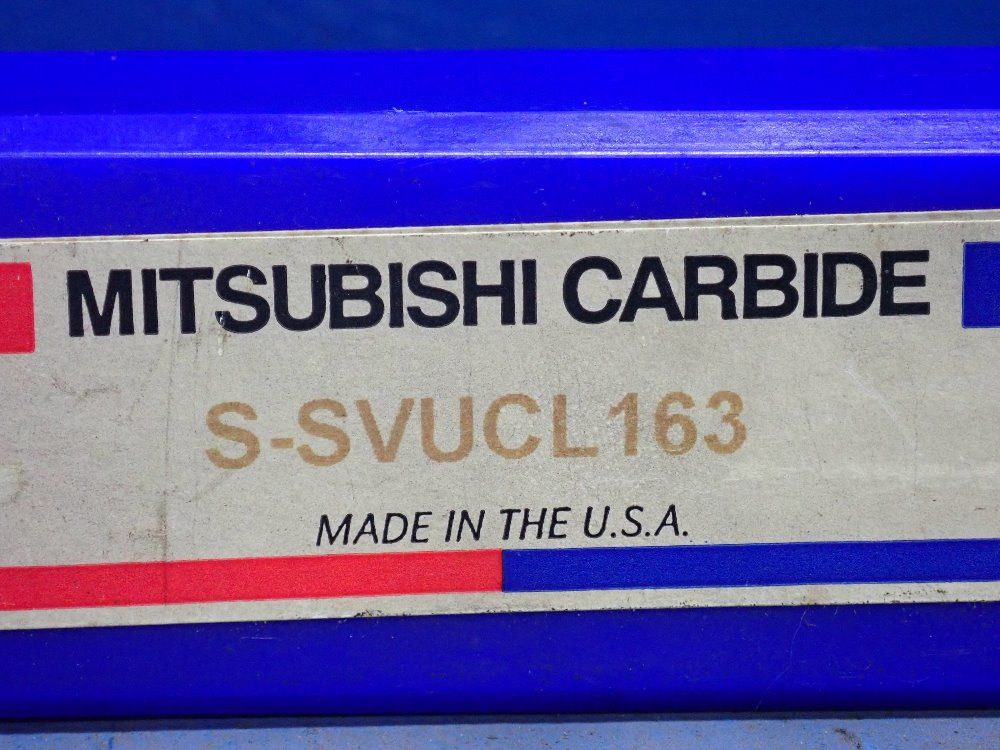 MITSUBISHI CARBIDE
S-SVUCL163
MADE IN THE U.S.A.